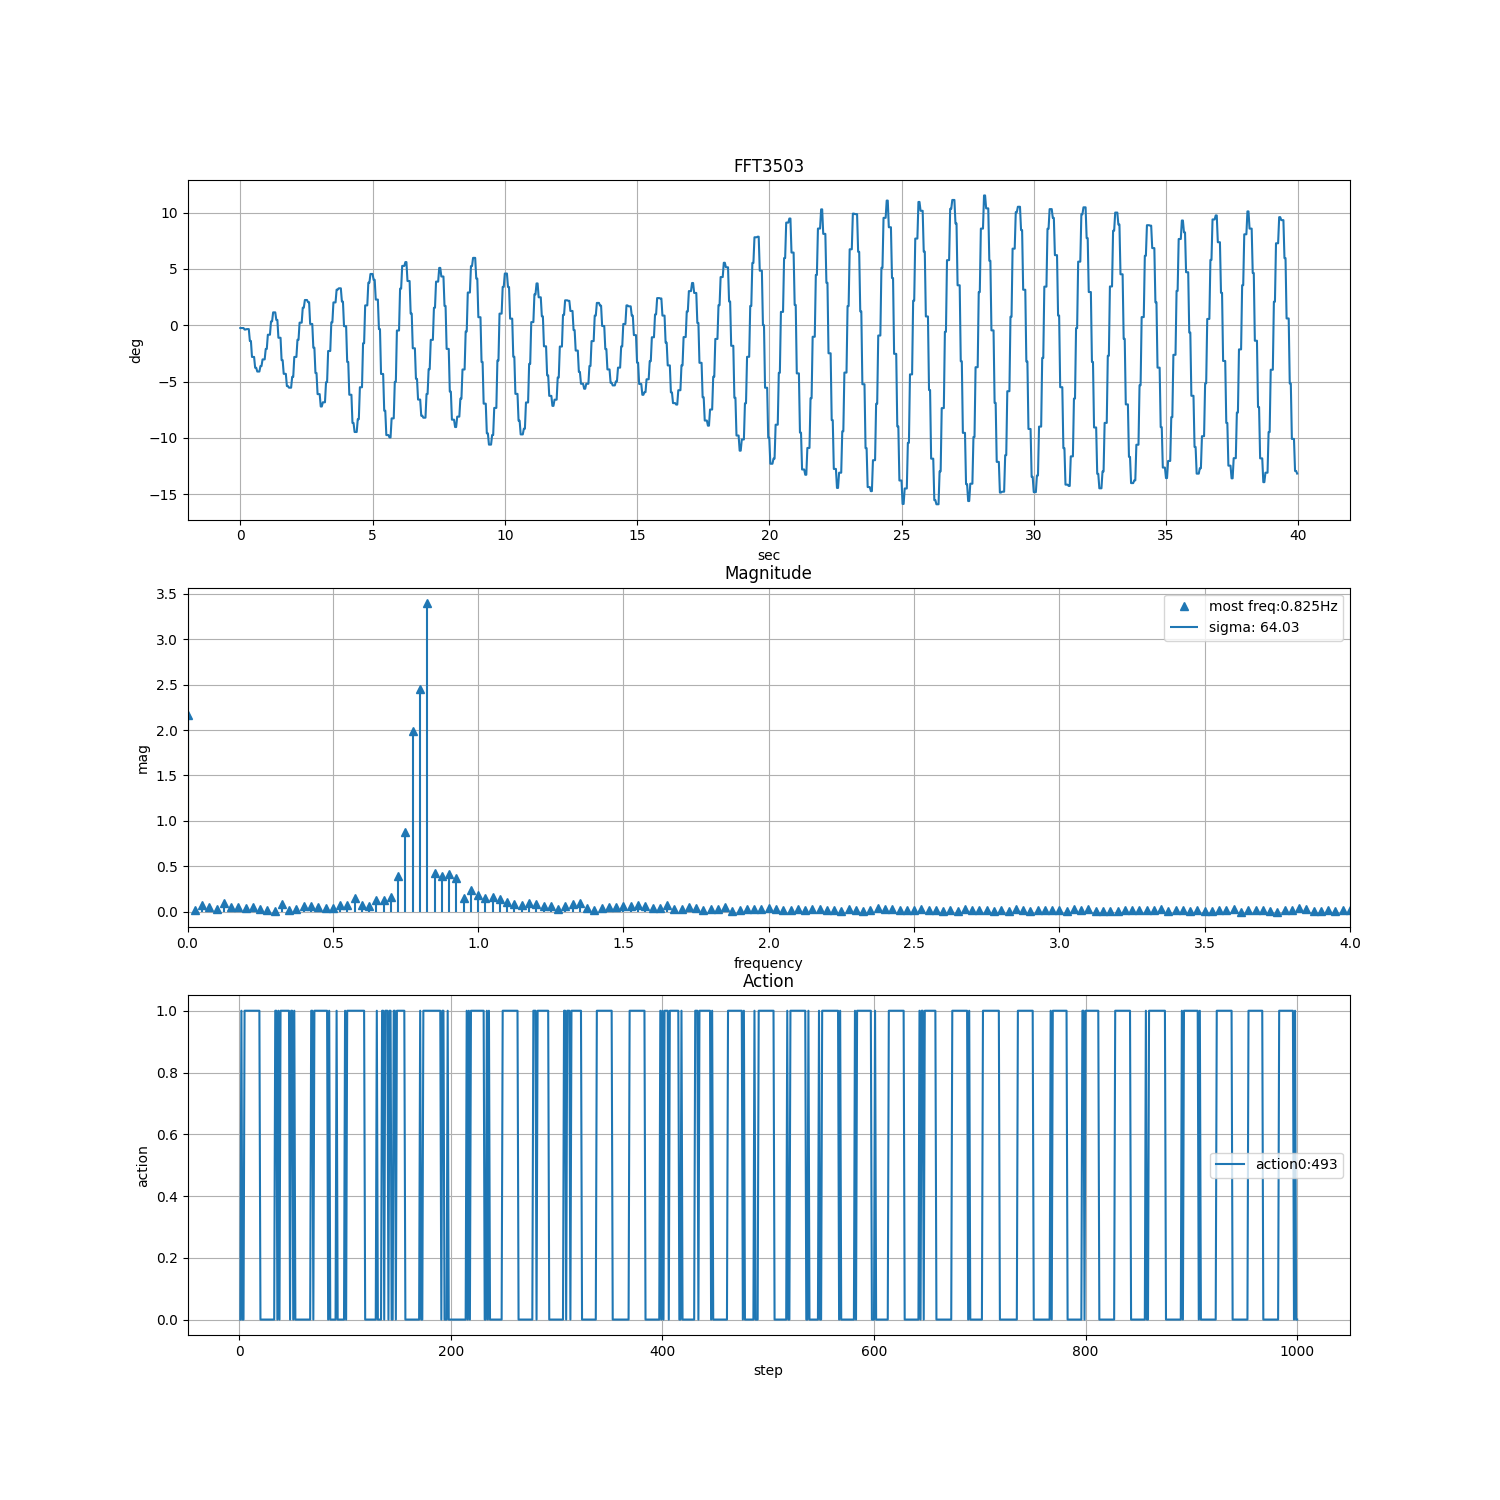 FFT3503
10
5
0
−5
−10
−15
deg
0 5 10 15 20 25 30 35 40
sec
Magnitude
3.5
3.0
2.5
2.0
1.5
1.0
0.5
0.0
mag
most freq:0.825Hz
sigma: 64.03
0.0 0.5 1.0 1.5 2.0 2.5 3.0 3.5 4.0
frequency
Action
1.0
0.8
0.6
0.4
0.2
0.0
action
action0:493
0 200 400 600 800 1000
step